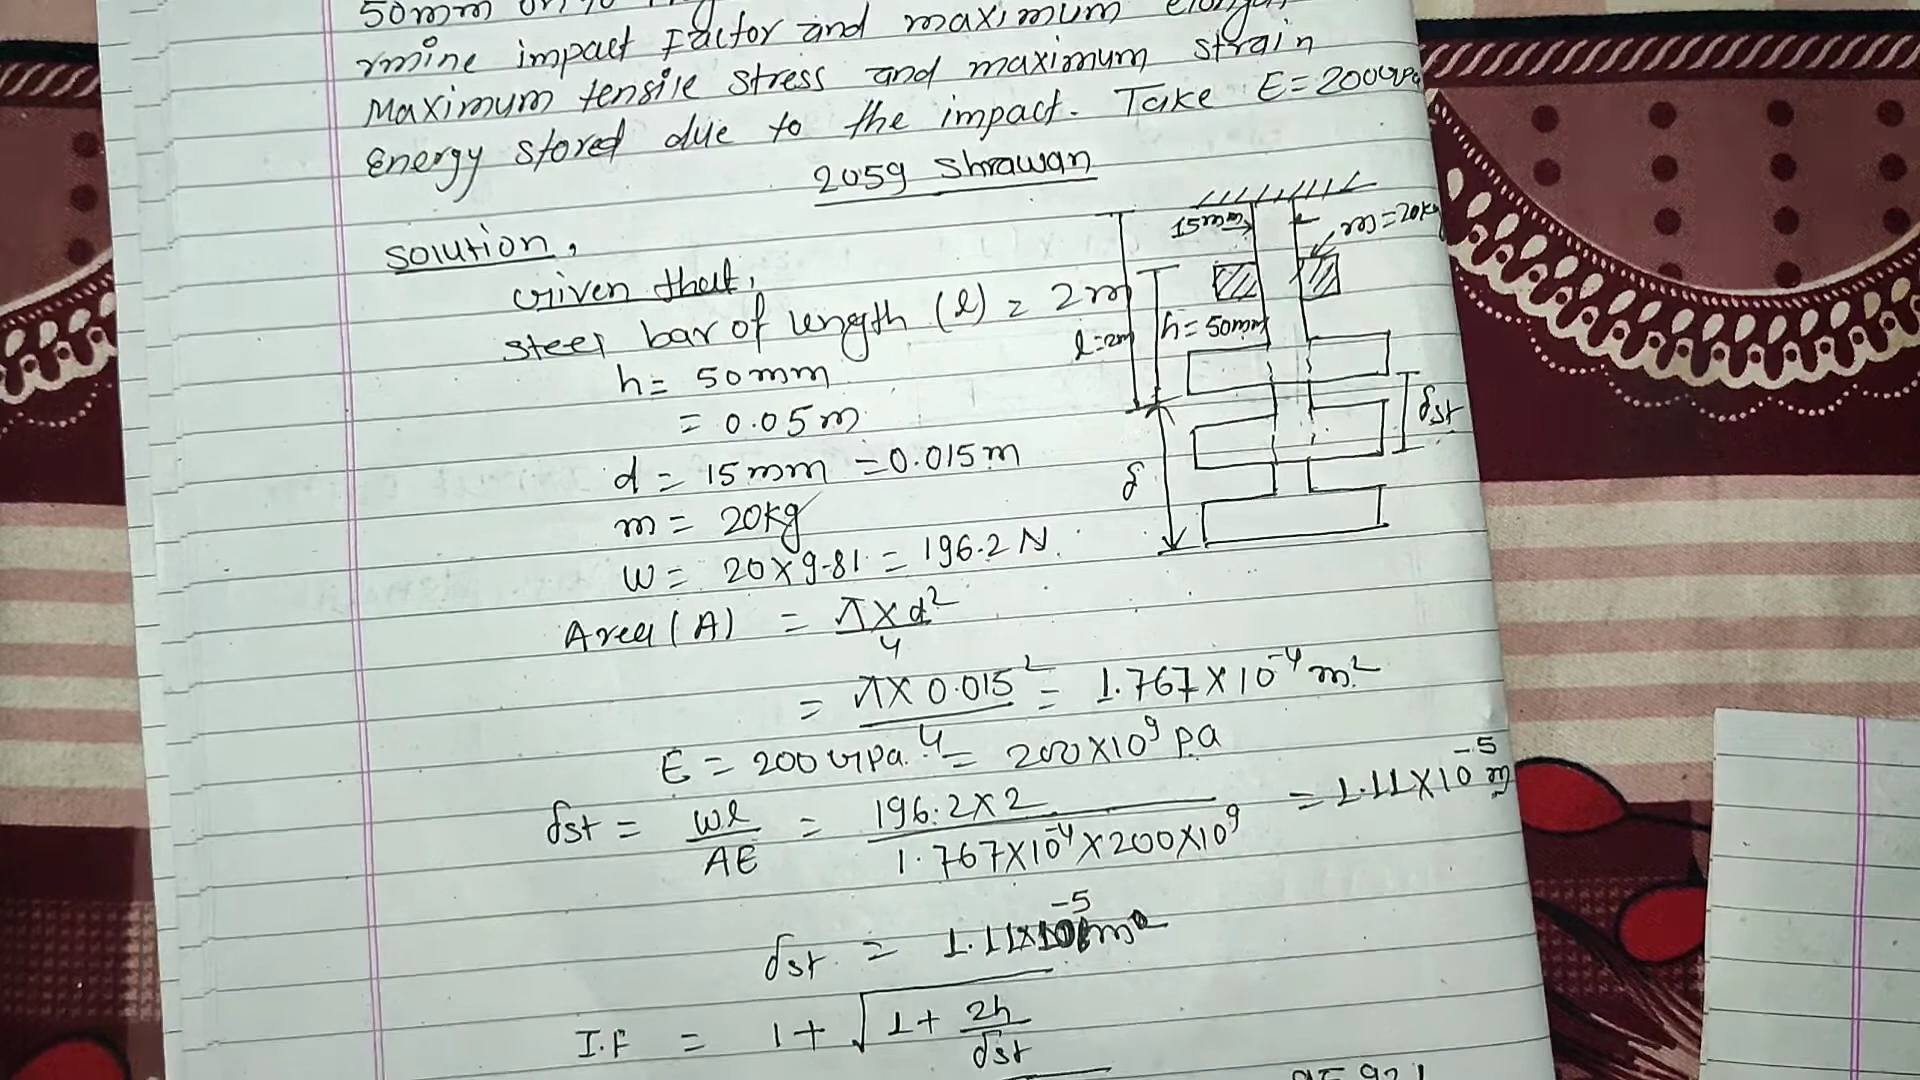 50mm
rmine impact Factor and maximum
Maximum tensile stress and maximum strain
Energy stored due to the impact. Take E=200GPa
2059 Shrawan
solution,
Given that,
steel bar of length (l) = 2m
h = 50mm
= 0.05m
d = 15mm = 0.015m
m = 20kg
W = 20×9.81 = 196.2 N
Area (A) = π×d²/4
= π×0.015²/4 = 1.767×10⁻⁴ m²
E = 200GPa = 200×10⁹ Pa
δst = Wl/AE = 196.2×2/1.767×10⁻⁴×200×10⁹ = 1.11×10⁻⁵ m
δst = 1.11×10⁻⁵m
I.F = 1+√1+2h/δst
15mm
m=20kg
h=50mm
l=2m
δst
δ